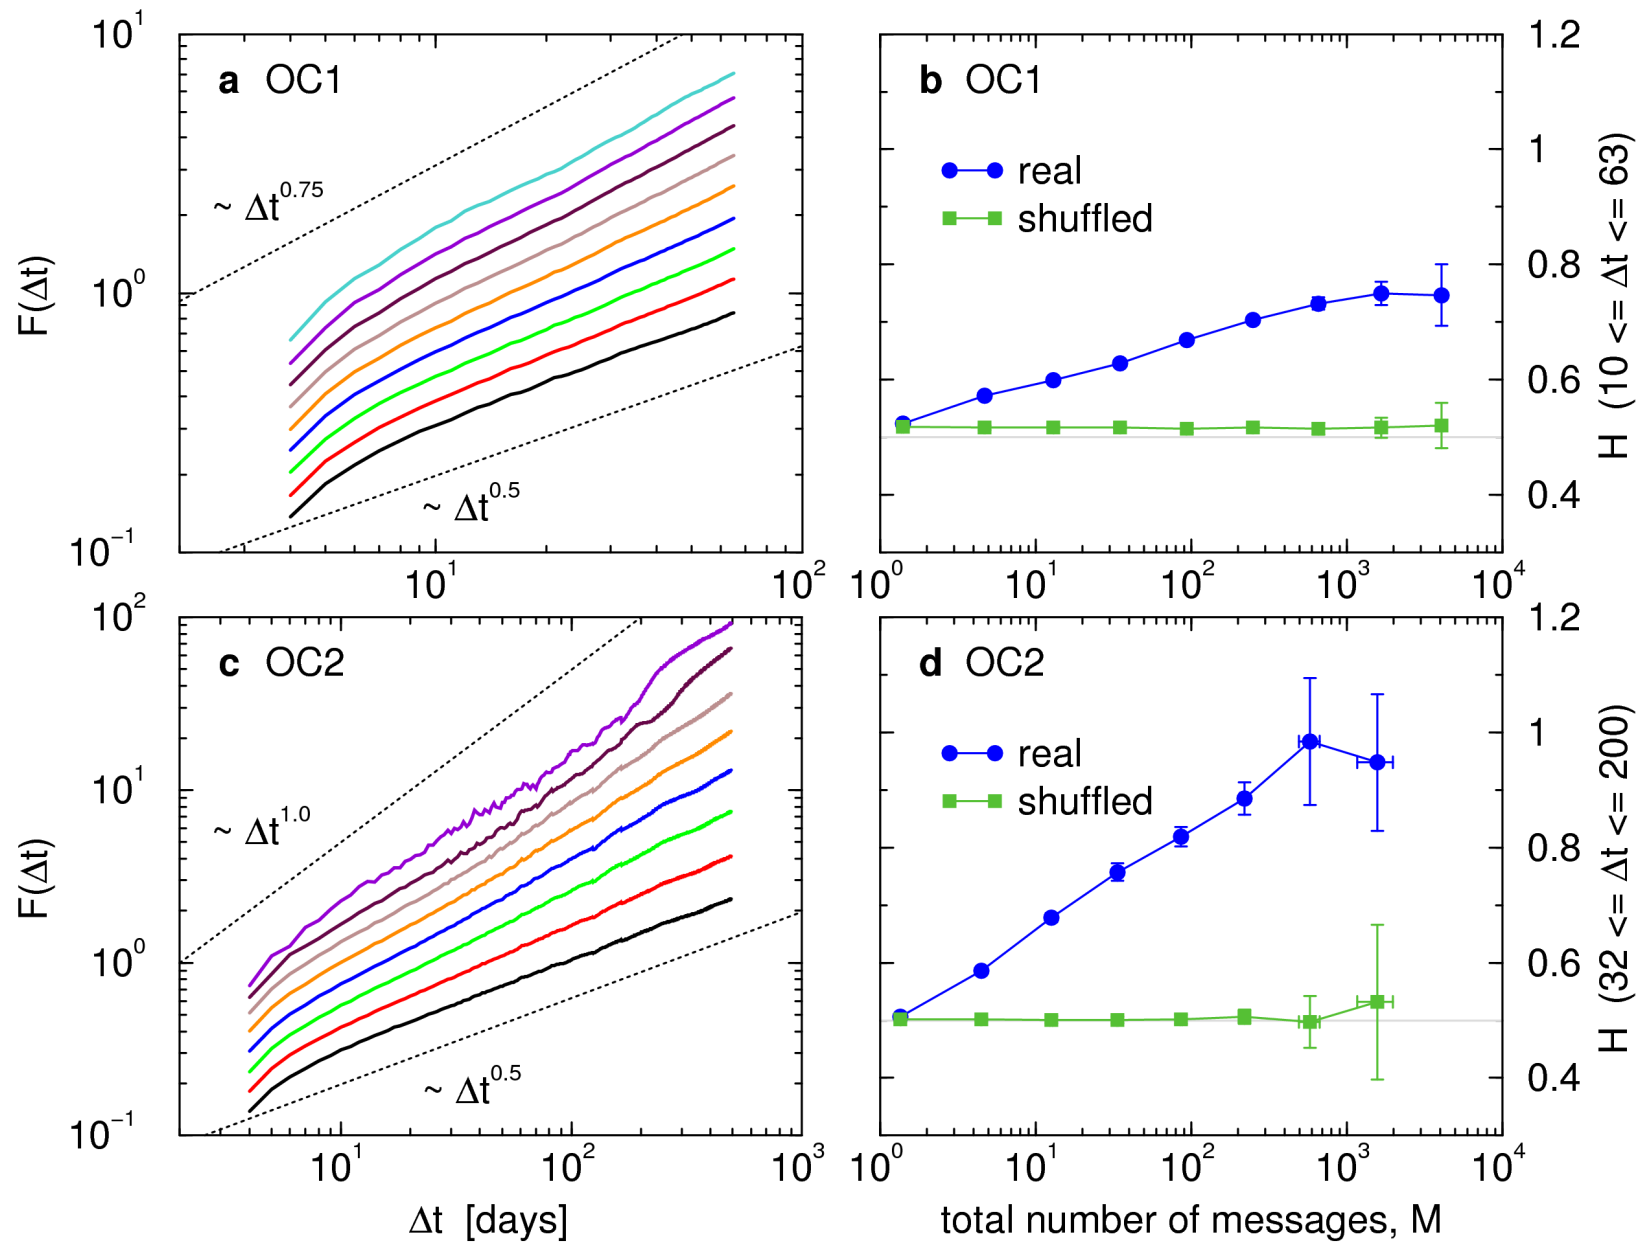 a OC1
10^1
10^0
10^-1
F(Δt)
~ Δt^0.75
~ Δt^0.5
10^1
10^2
b OC1
real
shuffled
1.2
1
0.8
0.6
0.4
H (10 <= Δt <= 63)
10^0
10^1
10^2
10^3
10^4
c OC2
10^2
10^1
10^0
10^-1
F(Δt)
~ Δt^1.0
~ Δt^0.5
10^1
10^2
10^3
Δt [days]
d OC2
real
shuffled
1.2
1
0.8
0.6
0.4
H (32 <= Δt <= 200)
10^0
10^1
10^2
10^3
10^4
total number of messages, M